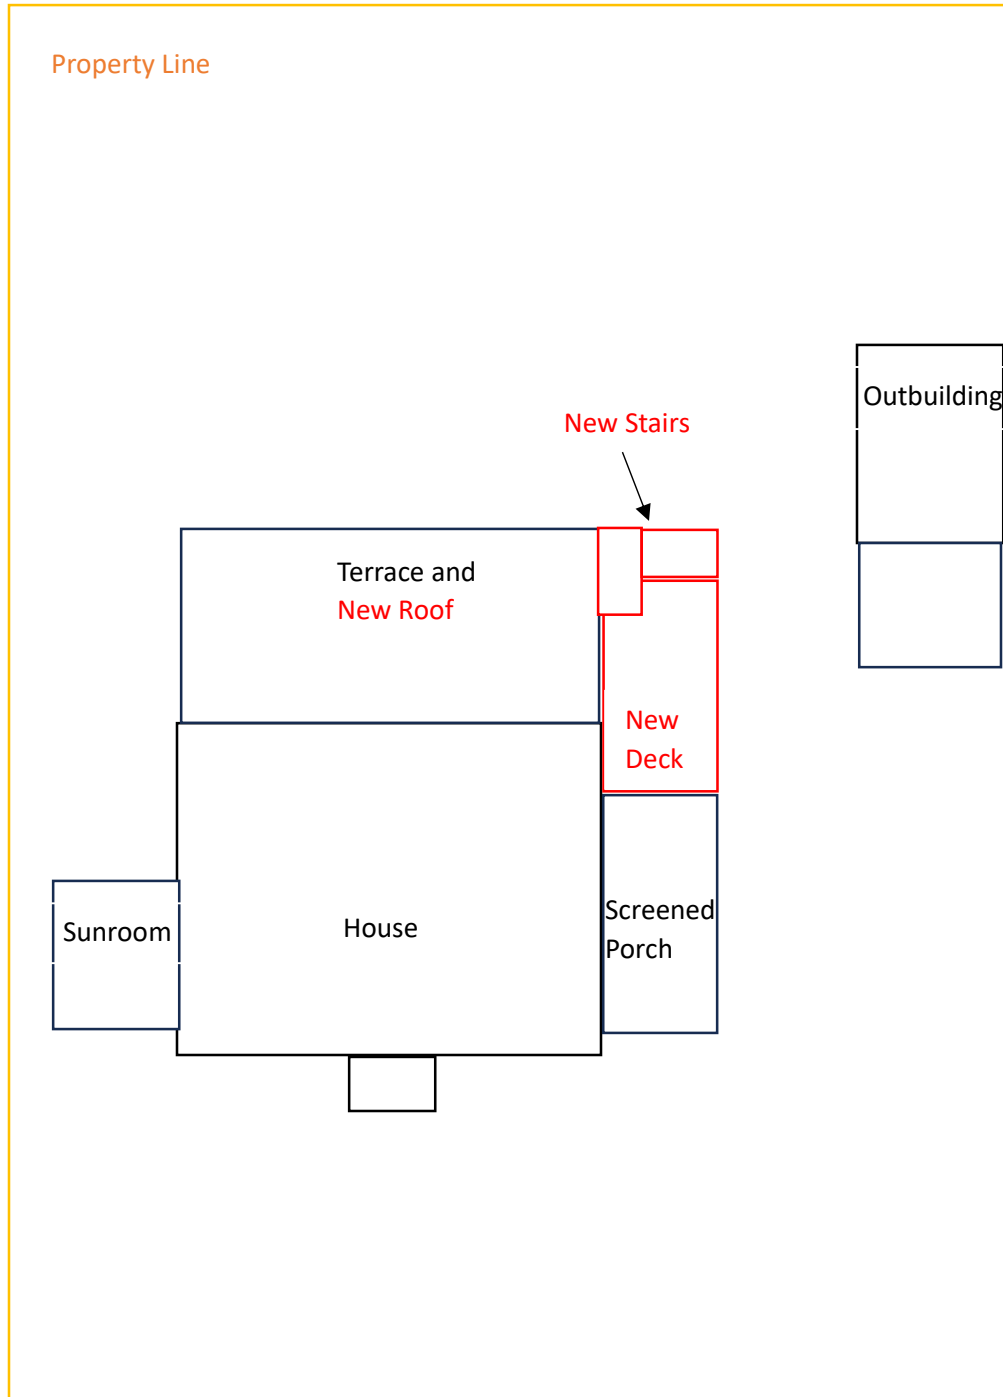 Property Line
Outbuilding
New Stairs
Terrace and
New Roof
New
Deck
Sunroom
House
Screened
Porch